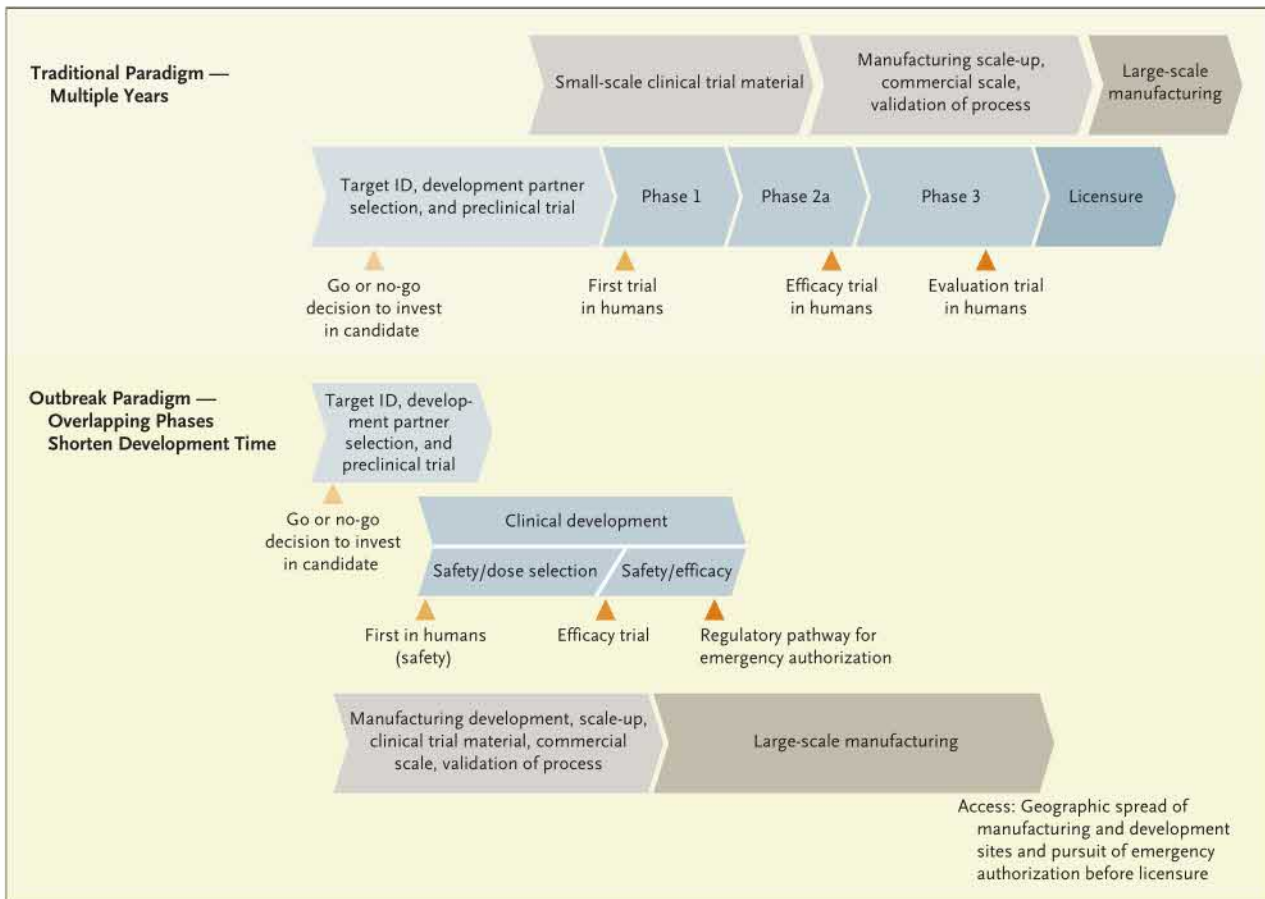 Traditional Paradigm —
Multiple Years
Small-scale clinical trial material
Manufacturing scale-up,
commercial scale,
validation of process
Large-scale
manufacturing
Target ID, development partner
selection, and preclinical trial
Phase 1
Phase 2a
Phase 3
Licensure
Go or no-go
decision to invest
in candidate
First trial
in humans
Efficacy trial
in humans
Evaluation trial
in humans
Outbreak Paradigm —
Overlapping Phases
Shorten Development Time
Target ID, develop-
ment partner
selection, and
preclinical trial
Go or no-go
decision to invest
in candidate
Clinical development
Safety/dose selection
Safety/efficacy
First in humans
(safety)
Efficacy trial
Regulatory pathway for
emergency authorization
Manufacturing development, scale-up,
clinical trial material, commercial
scale, validation of process
Large-scale manufacturing
Access: Geographic spread of
manufacturing and development
sites and pursuit of emergency
authorization before licensure